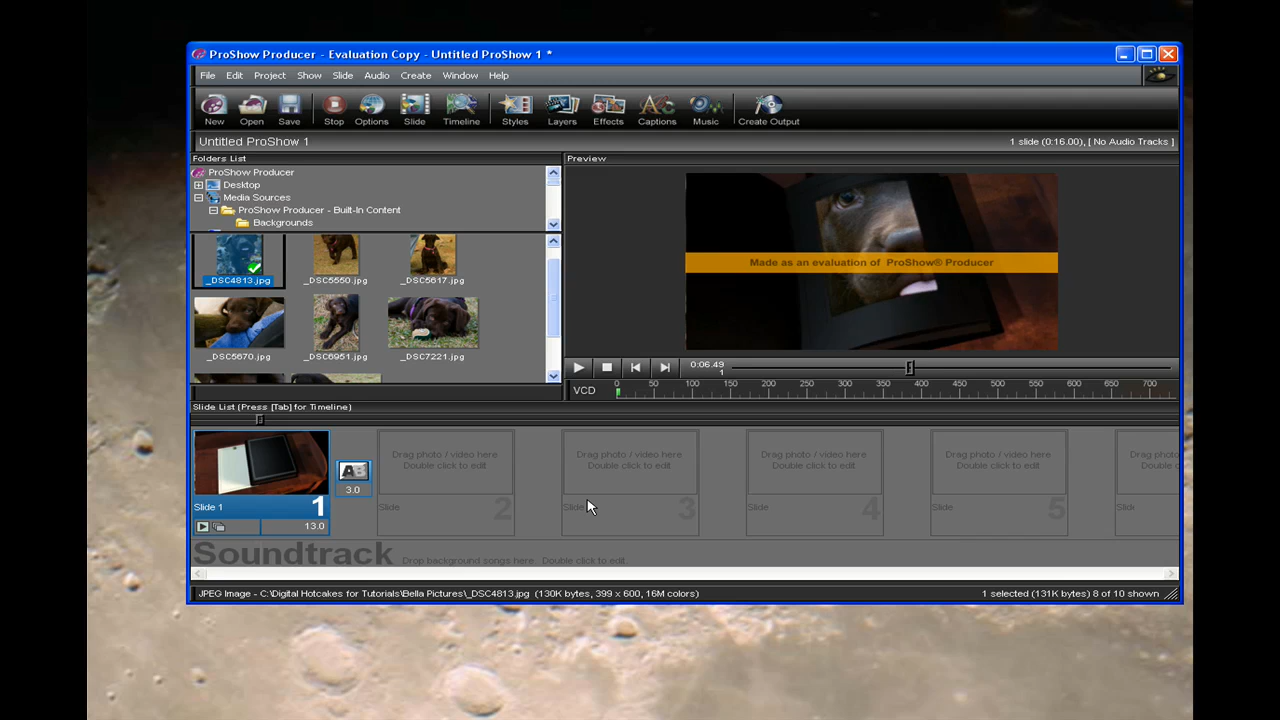 ProShow Producer - Evaluation Copy - Untitled ProShow 1 *
File Edit Project Show Slide Audio Create Window Help
New Open Save Stop Options Slide Timeline Styles Layers Effects Captions Music Create Output
Untitled ProShow 1
1 slide (0:16.00), [ No Audio Tracks ]
Folders List
Preview
ProShow Producer
Desktop
Media Sources
ProShow Producer - Built-In Content
Backgrounds
_DSC4813.jpg _DSC5550.jpg _DSC5617.jpg
_DSC5670.jpg _DSC6951.jpg _DSC7221.jpg
Made as an evaluation of ProShow® Producer
0:06.49
1
VCD 0 50 100 150 200 250 300 350 400 450 500 550 600 650 700
Slide List (Press [Tab] for Timeline)
Drag photo / video here Drag photo / video here Drag photo / video here Drag photo / video here Drag photo
Double click to edit Double click to edit Double click to edit Double click to edit Double
AB
3.0
Slide 1 1 Slide 2 Slide 3 Slide 4 Slide 5 Slide
13.0
Soundtrack Drop background songs here. Double click to edit.
JPEG Image - C:\Digital Hotcakes for Tutorials\Bella Pictures\_DSC4813.jpg (130K bytes, 399 x 600, 16M colors)
1 selected (131K bytes) 8 of 10 shown